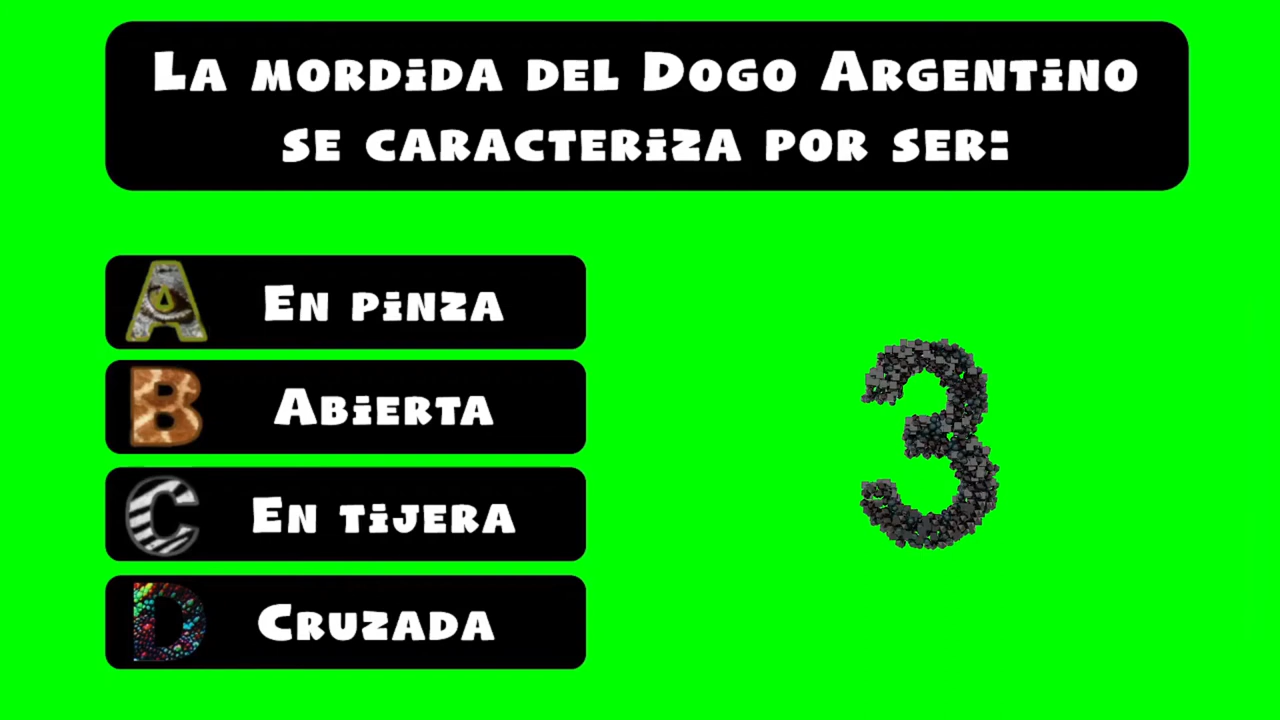 La mordida del Dogo Argentino
se caracteriza por ser:
A En pinza
B Abierta
3
C En tijera
D Cruzada